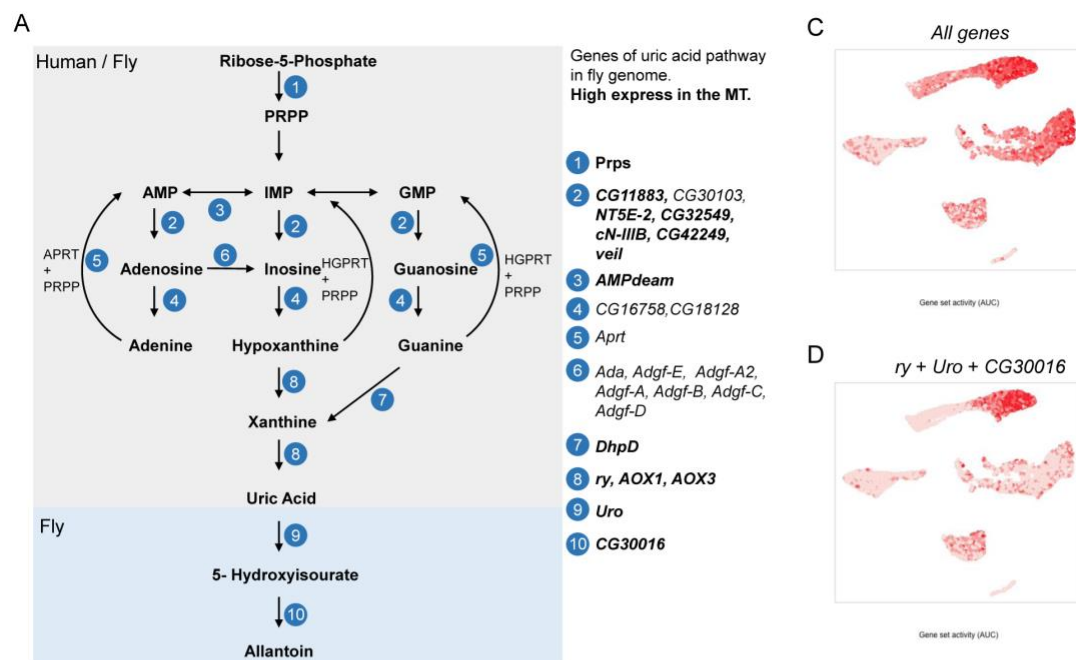 A
Human / Fly
Ribose-5-Phosphate
1
PRPP
AMP
IMP
GMP
3
2
2
2
5
APRT
+
PRPP
Adenosine
6
Inosine
HGPRT
+
PRPP
Guanosine
5
HGPRT
+
PRPP
4
4
4
Adenine
Hypoxanthine
Guanine
8
7
Xanthine
8
Uric Acid
Fly
9
5- Hydroxyisourate
10
Allantoin
Genes of uric acid pathway
in fly genome.
High express in the MT.
1 Prps
2 CG11883, CG30103,
NT5E-2, CG32549,
cN-IIIB, CG42249,
veil
3 AMPdeam
4 CG16758,CG18128
5 Aprt
6 Ada, Adgf-E, Adgf-A2,
Adgf-A, Adgf-B, Adgf-C,
Adgf-D
7 DhpD
8 ry, AOX1, AOX3
9 Uro
10 CG30016
C
All genes
Gene set activity (AUC)
D
ry + Uro + CG30016
Gene set activity (AUC)